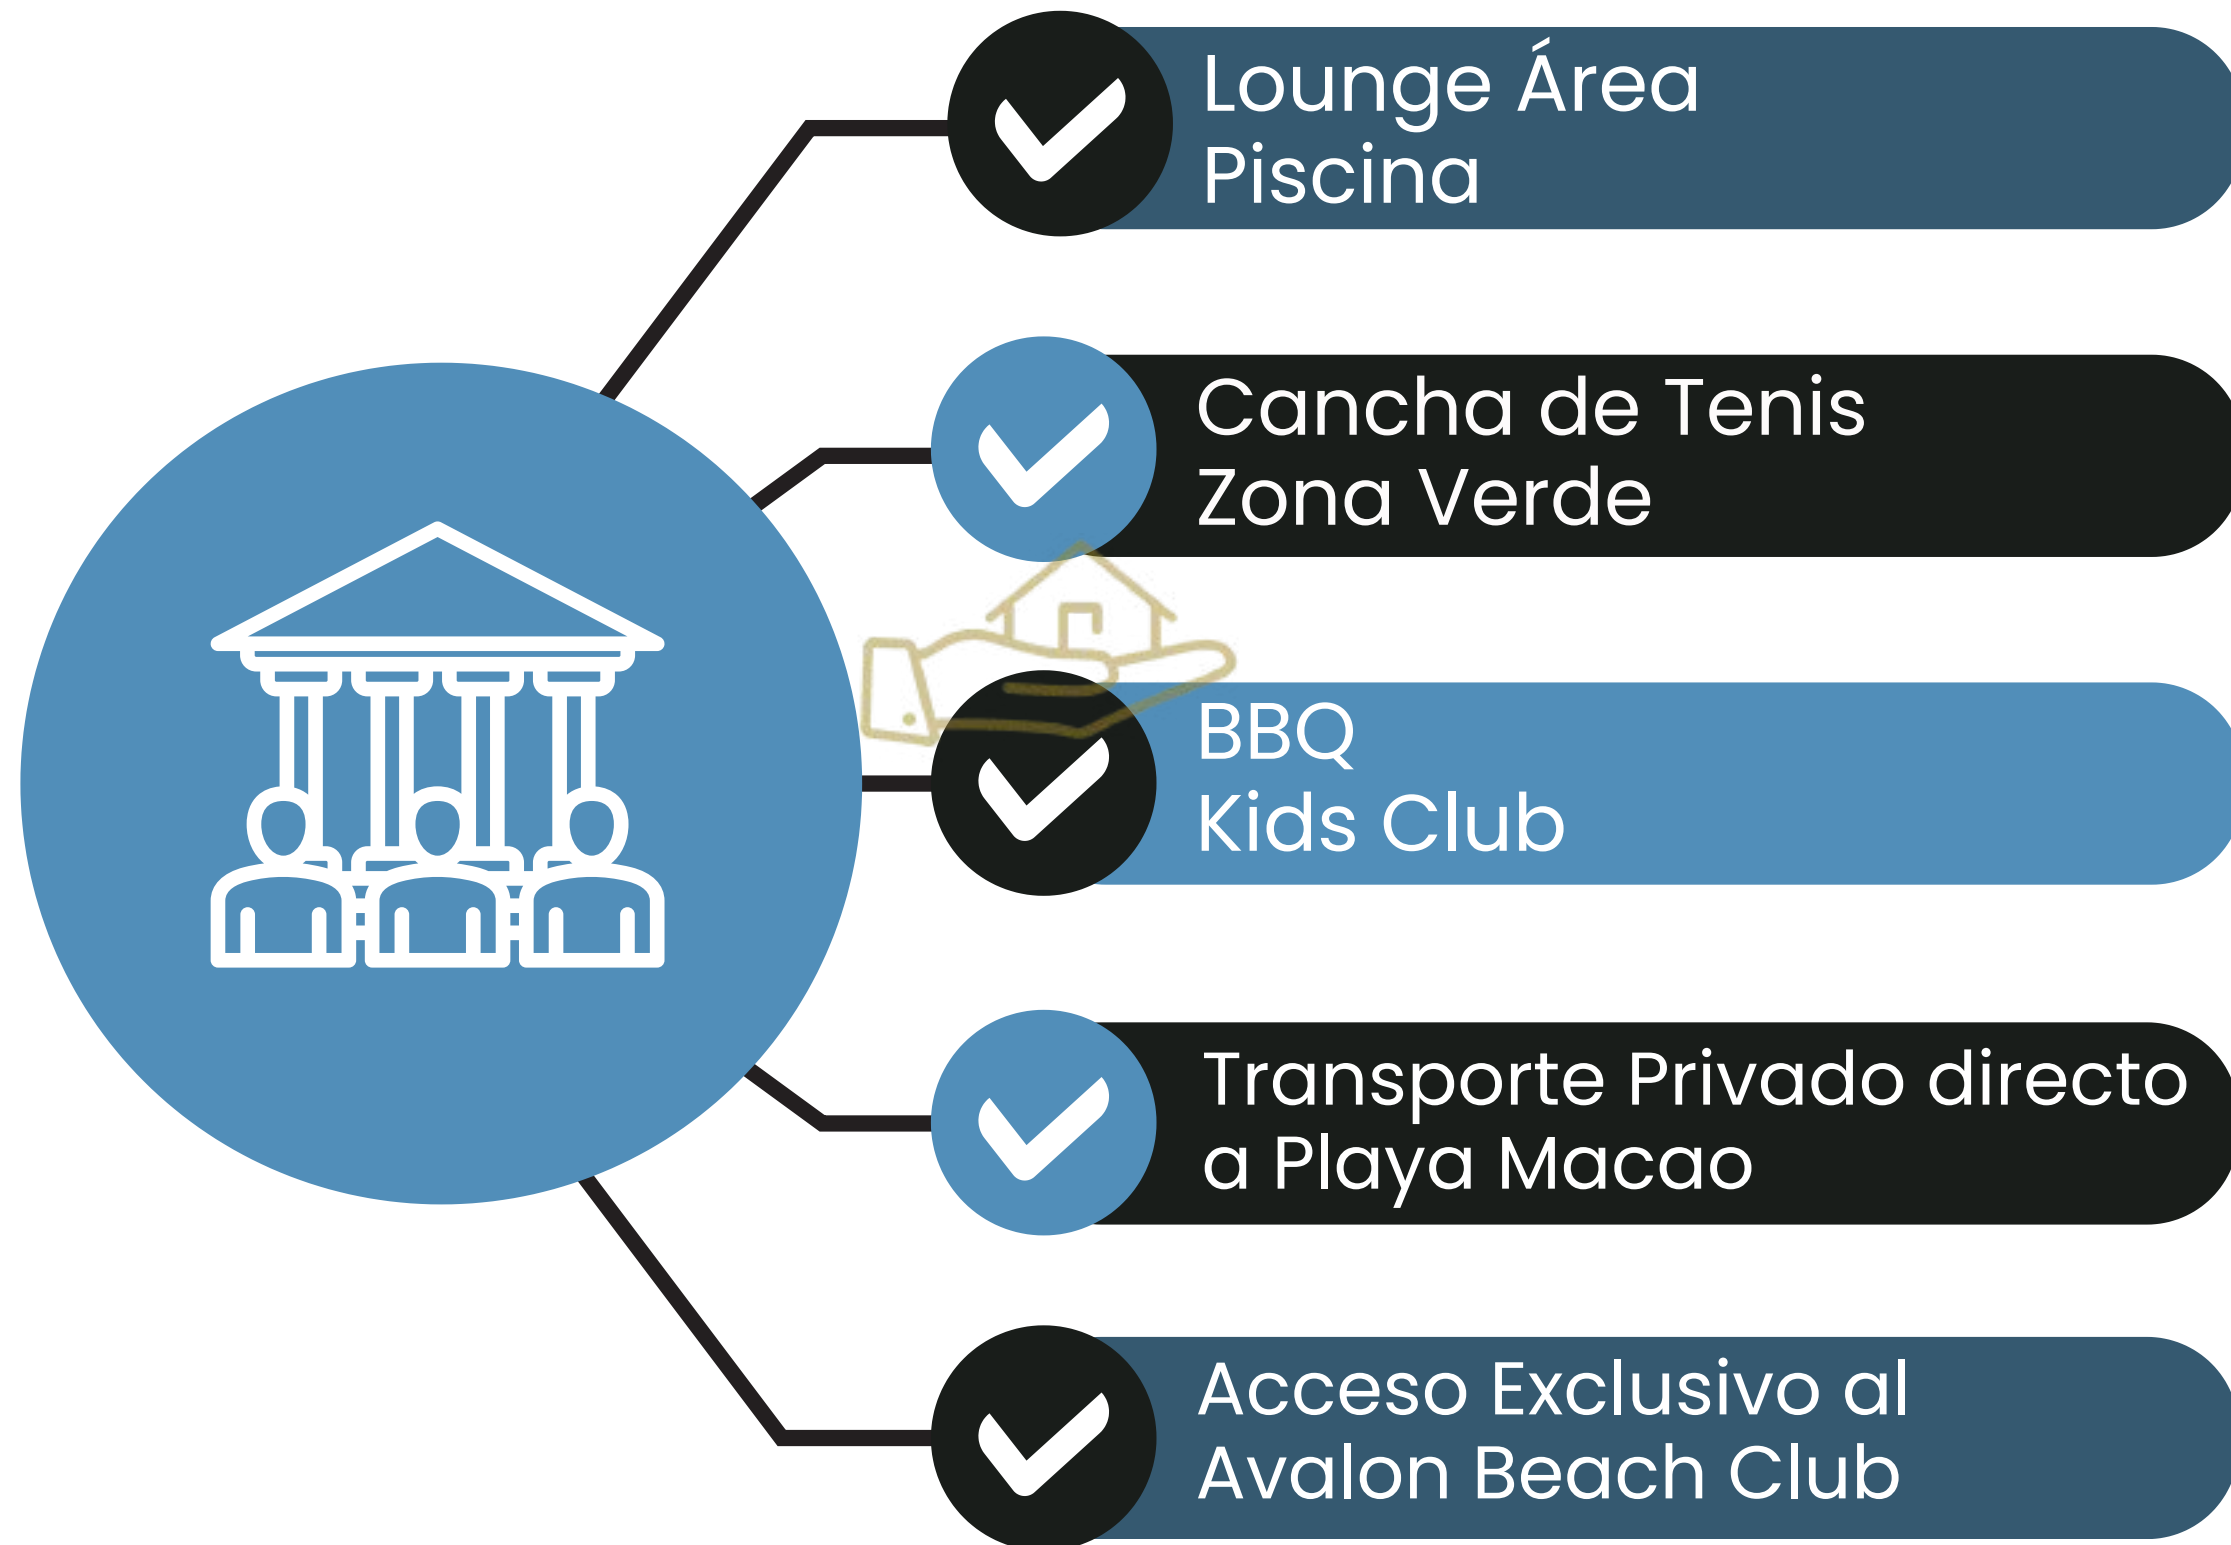 Lounge Área
Piscina
Cancha de Tenis
Zona Verde
BBQ
Kids Club
Transporte Privado directo
a Playa Macao
Acceso Exclusivo al
Avalon Beach Club